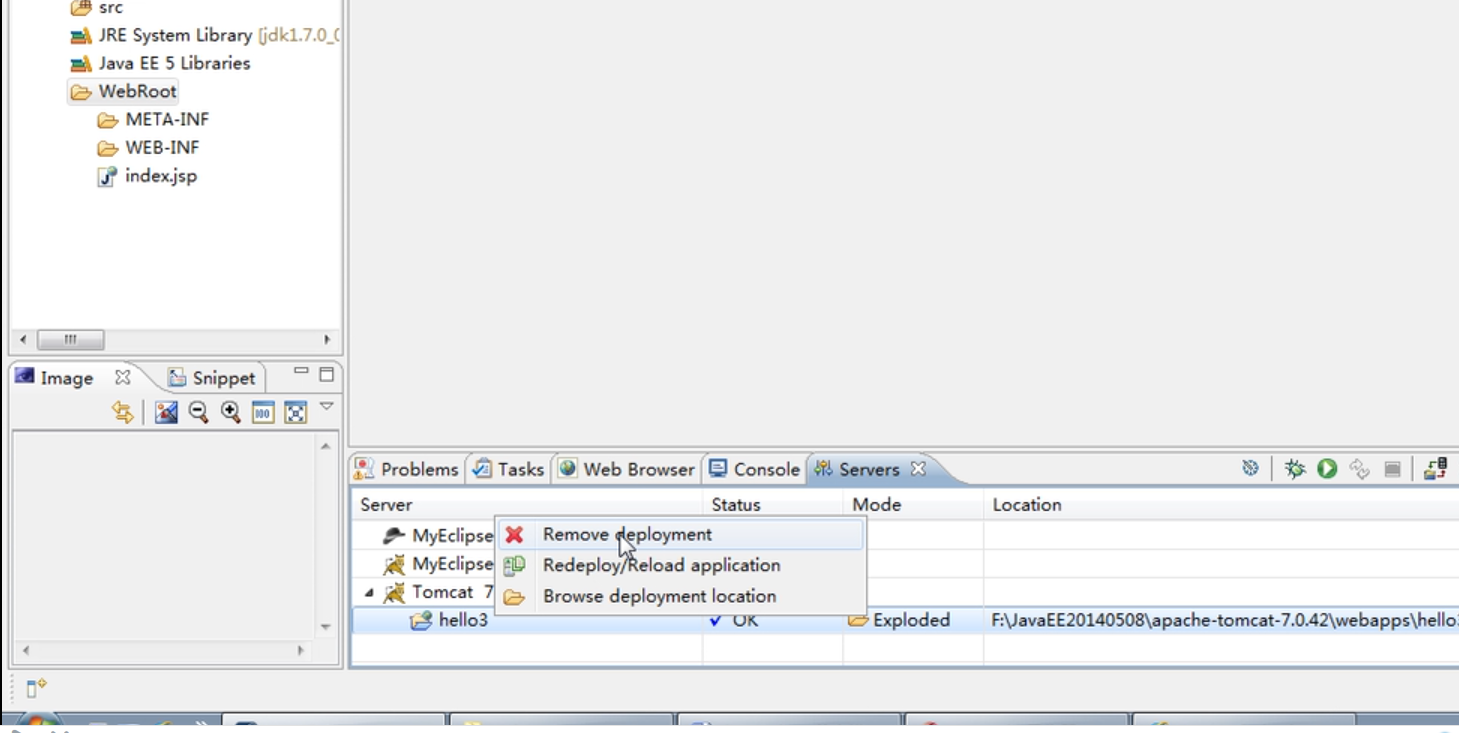 src
JRE System Library [jdk1.7.0_0
Java EE 5 Libraries
WebRoot
META-INF
WEB-INF
index.jsp
Image
Snippet
100
Problems
Tasks
Web Browser
Console
Servers
Server
Status
Mode
Location
MyEclipse
MyEclipse
Tomcat 7
hello3
OK
Exploded
F:\JavaEE20140508\apache-tomcat-7.0.42\webapps\hello3
Remove deployment
Redeploy/Reload application
Browse deployment location